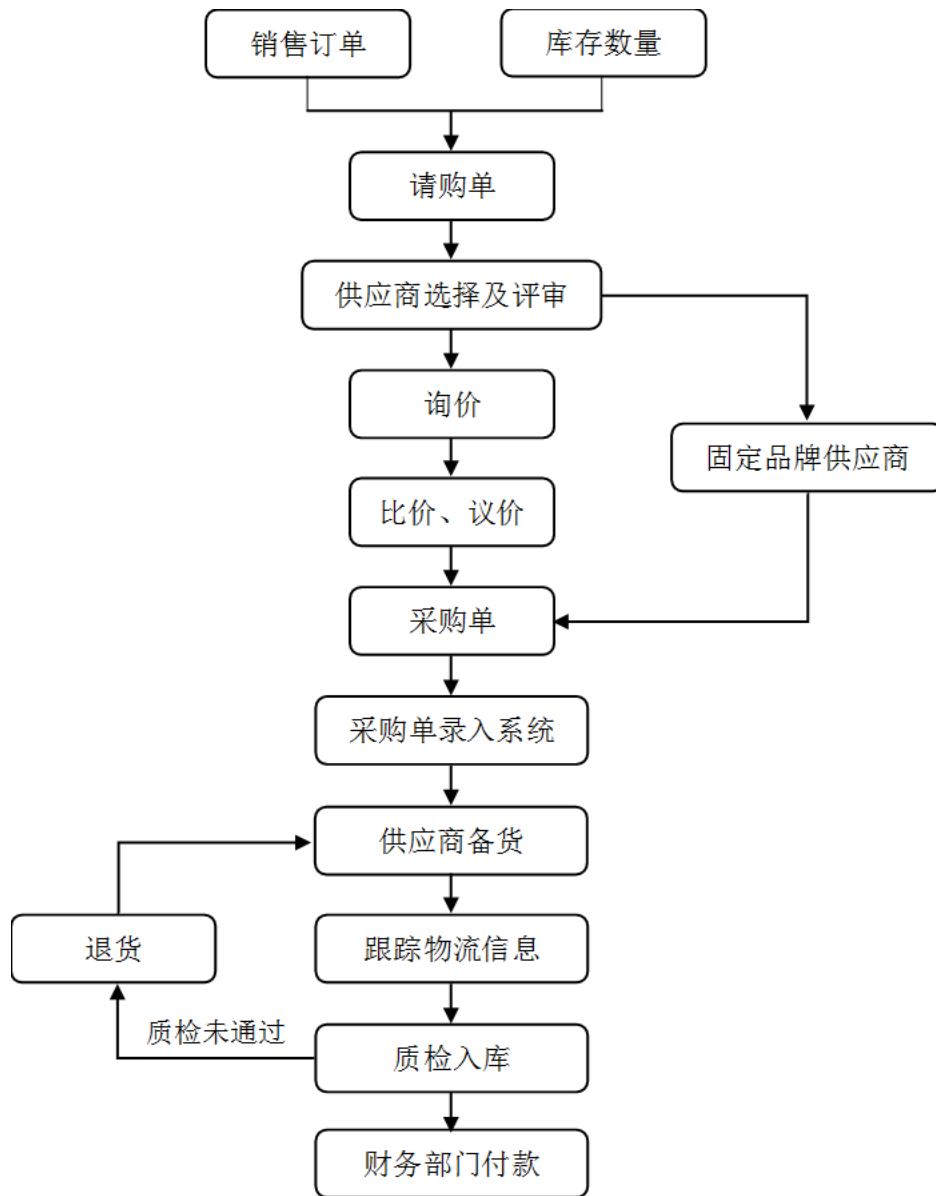 销售订单
库存数量
请购单
供应商选择及评审
询价
固定品牌供应商
比价、议价
采购单
采购单录入系统
供应商备货
退货
跟踪物流信息
质检未通过
质检入库
财务部门付款